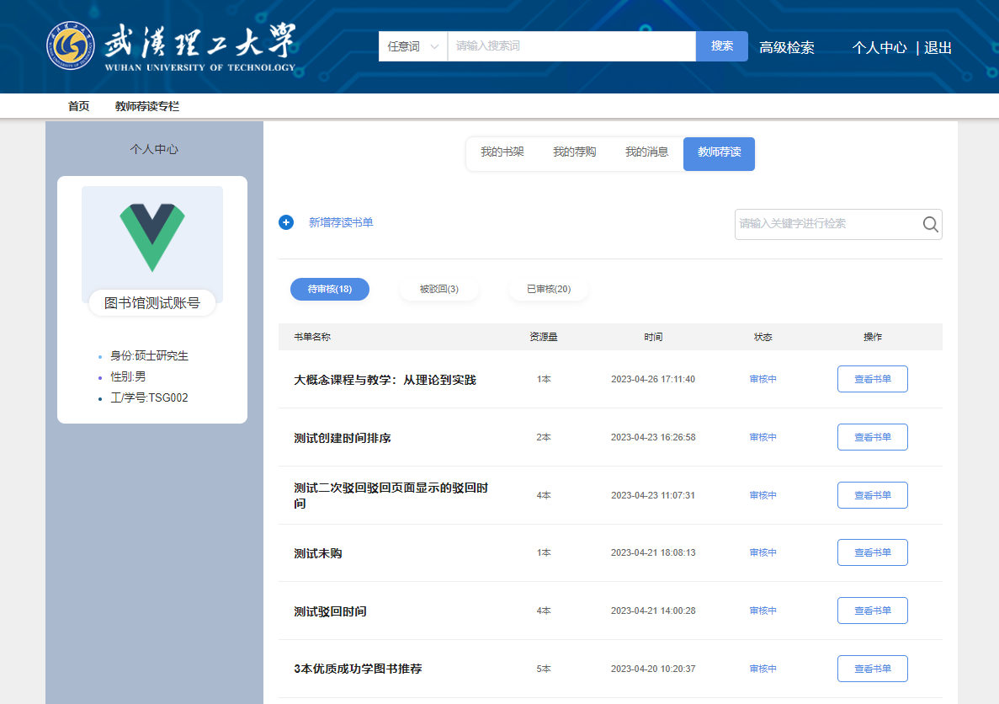 武漢理工大學
WUHAN UNIVERSITY OF TECHNOLOGY
任意词 请输入搜索词 搜索 高级检索 个人中心 | 退出
首页 教师荐读专栏
个人中心
图书馆测试账号
身份:硕士研究生
性别:男
工/学号:TSG002
我的书架 我的荐购 我的消息 教师荐读
新增荐读书单 请输入关键字进行检索
待审核(18) 被驳回(3) 已审核(20)
书单名称 资源量 时间 状态 操作
大概念课程与教学：从理论到实践 1本 2023-04-26 17:11:40 审核中 查看书单
测试创建时间排序 2本 2023-04-23 16:26:58 审核中 查看书单
测试二次驳回驳回页面显示的驳回时
间 4本 2023-04-23 11:07:31 审核中 查看书单
测试未购 1本 2023-04-21 18:08:13 审核中 查看书单
测试驳回时间 4本 2023-04-21 14:00:28 审核中 查看书单
3本优质成功学图书推荐 5本 2023-04-20 10:20:37 审核中 查看书单